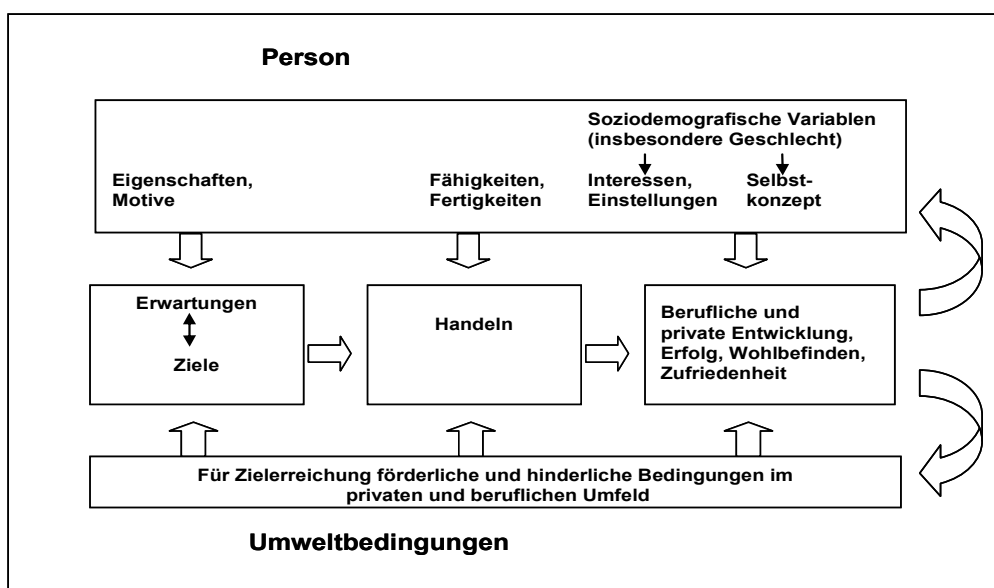 Person
Soziodemografische Variablen
(insbesondere Geschlecht)
Eigenschaften,
Motive
Fähigkeiten,
Fertigkeiten
Interessen,
Einstellungen
Selbst-
konzept
Erwartungen
Ziele
Handeln
Berufliche und
private Entwicklung,
Erfolg, Wohlbefinden,
Zufriedenheit
Für Zielerreichung förderliche und hinderliche Bedingungen im
privaten und beruflichen Umfeld
Umweltbedingungen